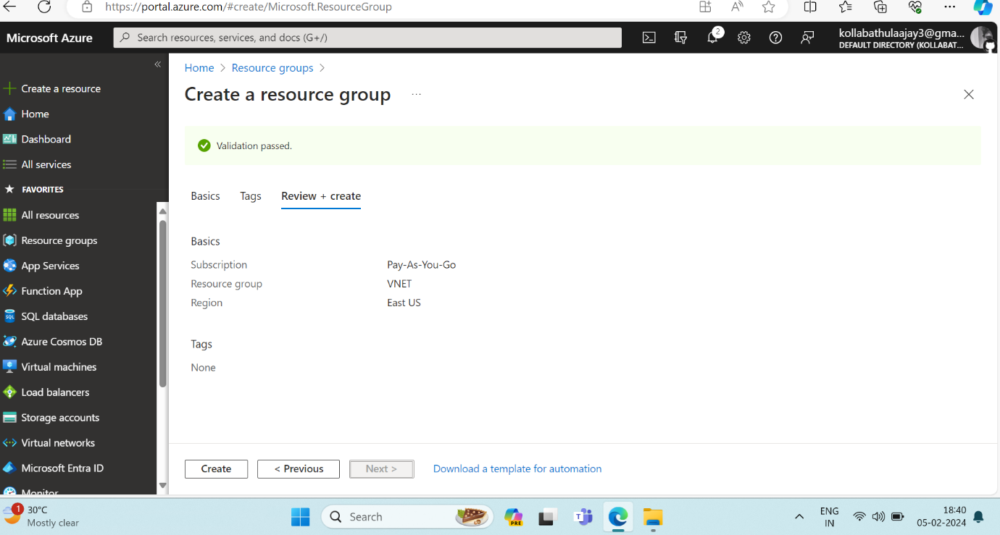 https://portal.azure.com/#create/Microsoft.ResourceGroup
Microsoft Azure
Search resources, services, and docs (G+/)
2
kollabathulaajay3@gma...
DEFAULT DIRECTORY (KOLLABAT...
Create a resource
Home
Dashboard
All services
FAVORITES
All resources
Resource groups
App Services
Function App
SQL databases
Azure Cosmos DB
Virtual machines
Load balancers
Storage accounts
Virtual networks
Microsoft Entra ID
Monitor
Home > Resource groups >
Create a resource group ...
Validation passed.
Basics Tags Review + create
Basics
Subscription Pay-As-You-Go
Resource group VNET
Region East US
Tags
None
Create < Previous Next > Download a template for automation
1
30°C
Mostly clear
Search
PRE
ENG
IN
18:40
05-02-2024